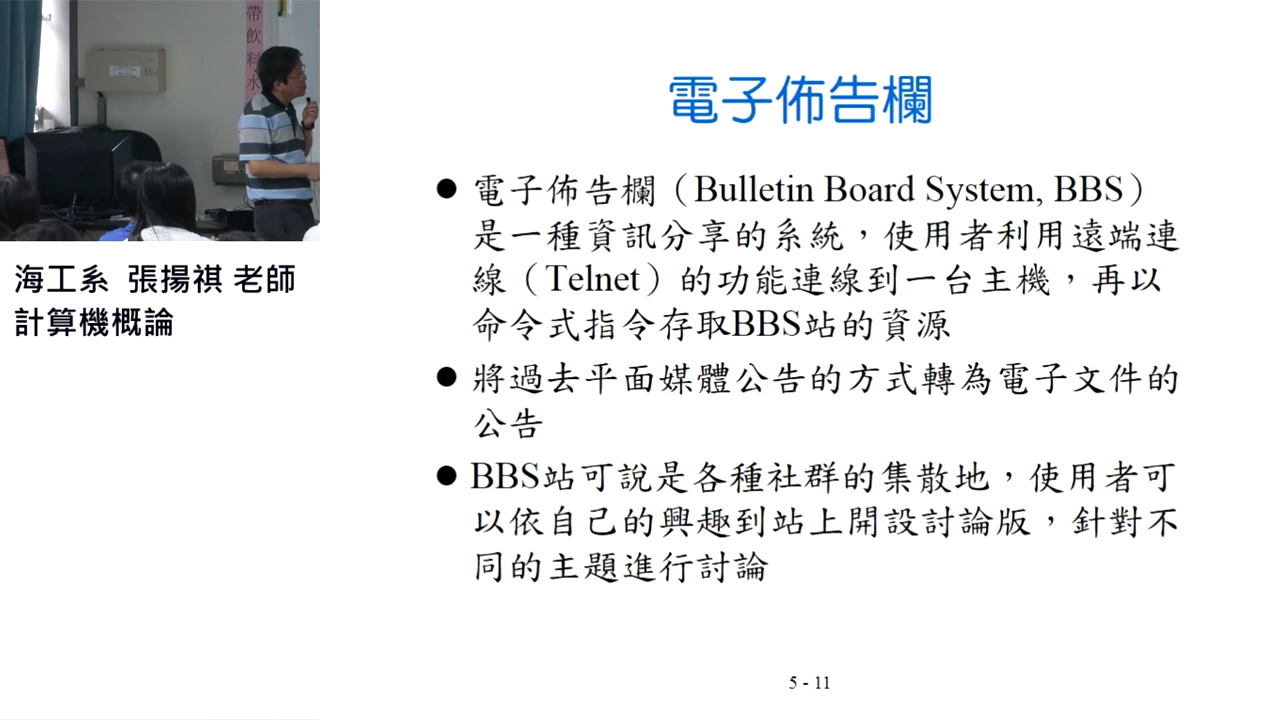 帶飲料水
海工系 張揚祺 老師
計算機概論
電子佈告欄
● 電子佈告欄（Bulletin Board System, BBS）
是一種資訊分享的系統，使用者利用遠端連
線（Telnet）的功能連線到一台主機，再以
命令式指令存取BBS站的資源
● 將過去平面媒體公告的方式轉為電子文件的
公告
● BBS站可說是各種社群的集散地，使用者可
以依自己的興趣到站上開設討論版，針對不
同的主題進行討論
5 - 11